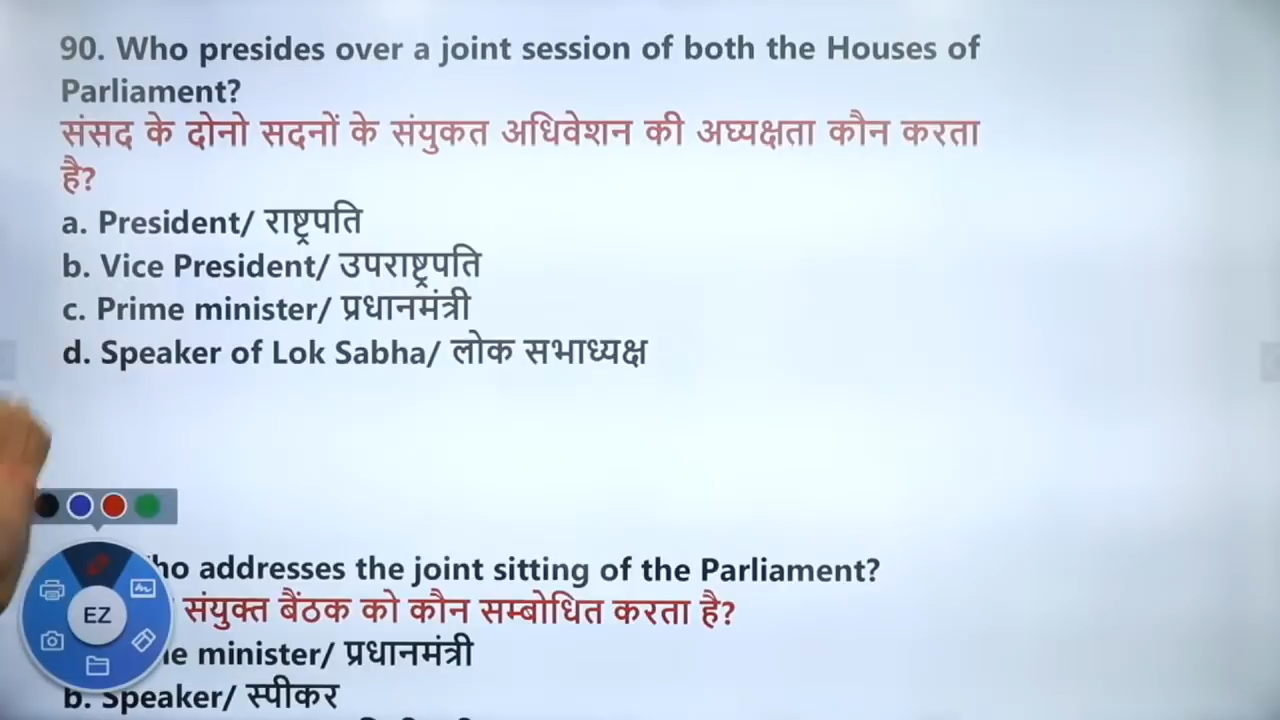 90. Who presides over a joint session of both the Houses of
Parliament?
संसद के दोनो सदनों के संयुकत अधिवेशन की अघ्यक्षता कौन करता
है?
a. President/ राष्ट्रपति
b. Vice President/ उपराष्ट्रपति
c. Prime minister/ प्रधानमंत्री
d. Speaker of Lok Sabha/ लोक सभाध्यक्ष
addresses the joint sitting of the Parliament?
संयुक्त बैंठक को कौन सम्बोधित करता है?
EZ
minister/ प्रधानमंत्री
b. Speaker/ स्पीकर